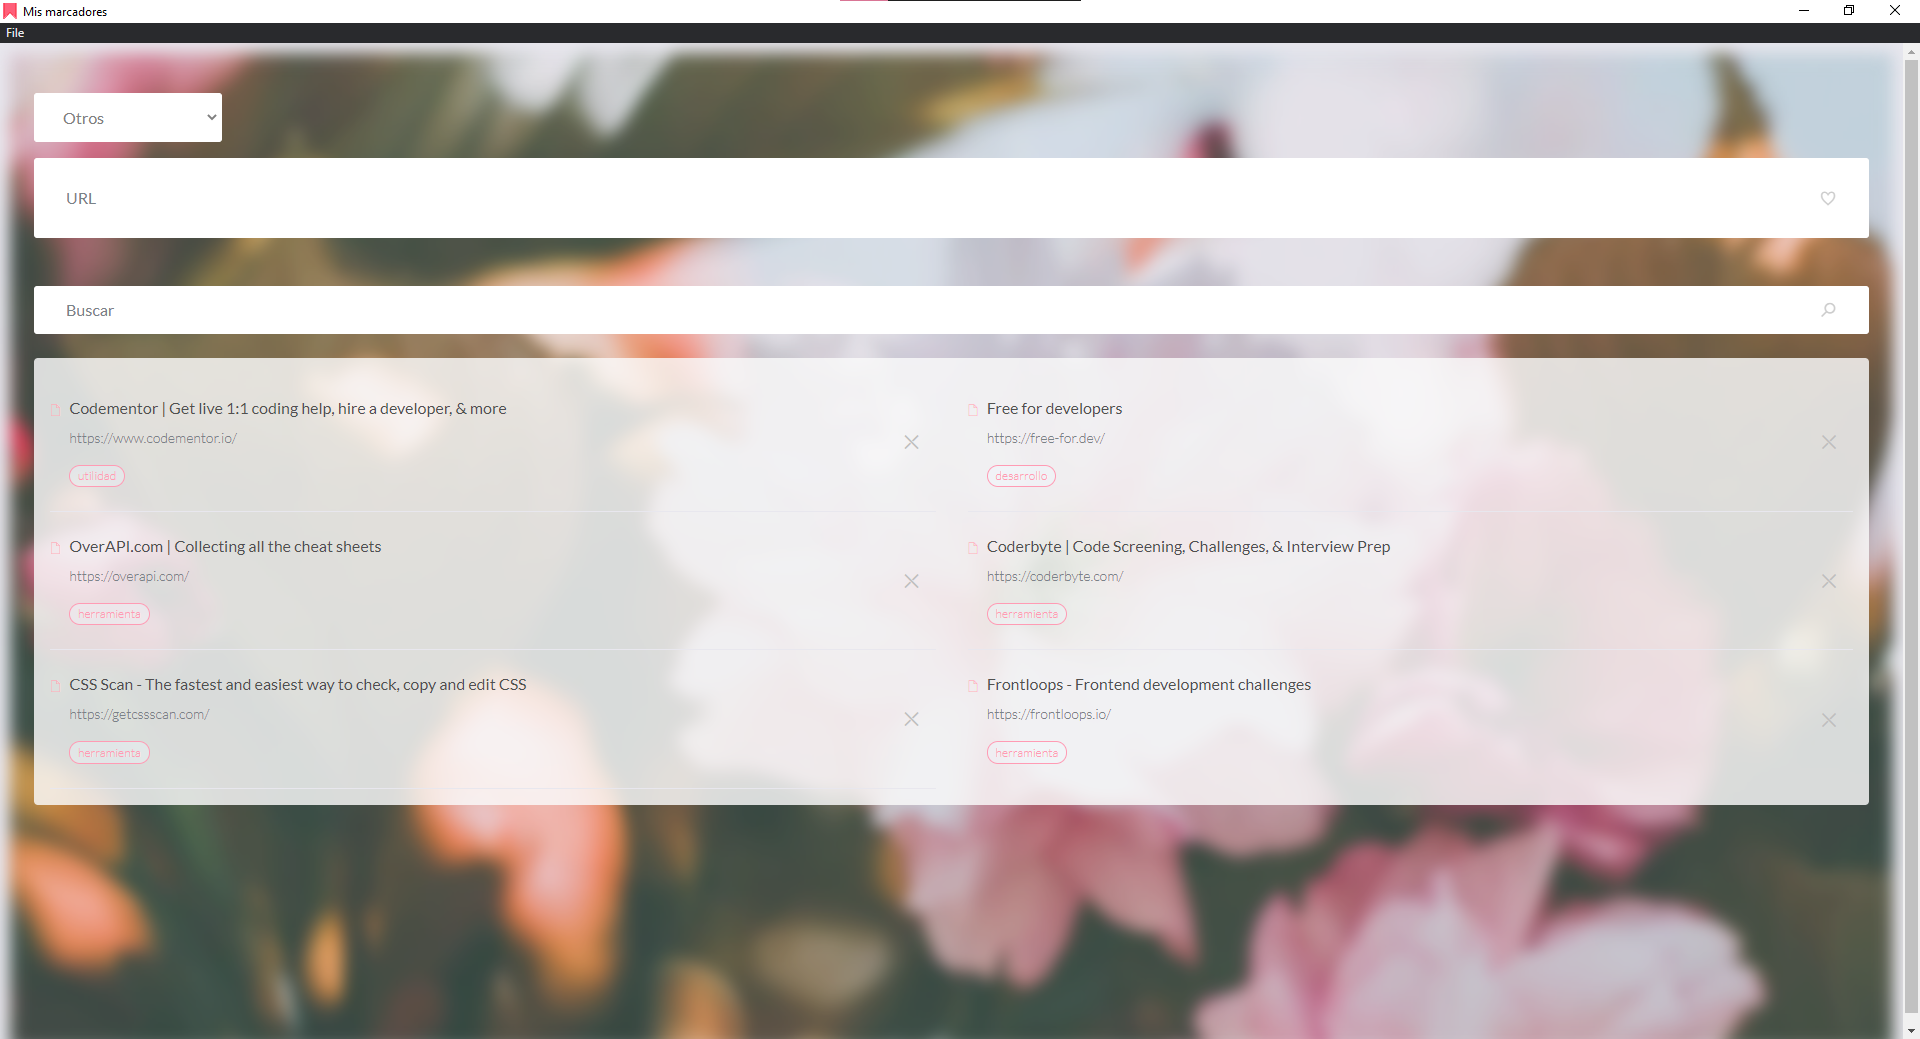 Mis marcadores
File
Otros
URL
Buscar
Codementor | Get live 1:1 coding help, hire a developer, & more
https://www.codementor.io/
utilidad
Free for developers
https://free-for.dev/
desarrollo
OverAPI.com | Collecting all the cheat sheets
https://overapi.com/
herramienta
Coderbyte | Code Screening, Challenges, & Interview Prep
https://coderbyte.com/
herramienta
CSS Scan - The fastest and easiest way to check, copy and edit CSS
https://getcssscan.com/
herramienta
Frontloops - Frontend development challenges
https://frontloops.io/
herramienta